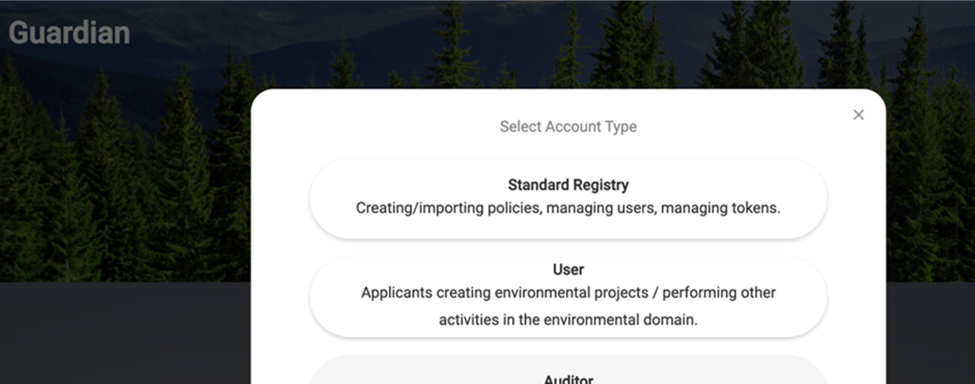 Guardian
Select Account Type
Standard Registry
Creating/importing policies, managing users, managing tokens.
User
Applicants creating environmental projects / performing other
activities in the environmental domain.
Auditor